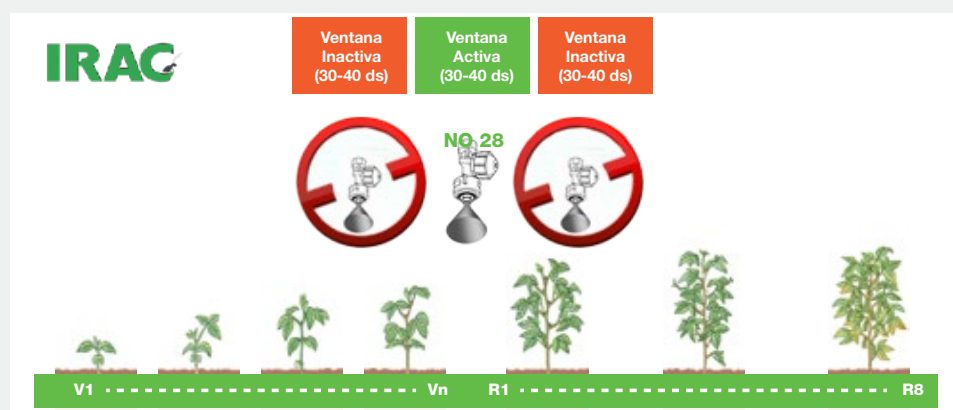 IRAC
Ventana
Inactiva
(30-40 ds)
Ventana
Activa
(30-40 ds)
Ventana
Inactiva
(30-40 ds)
NO 28
V1
Vn
R1
R8